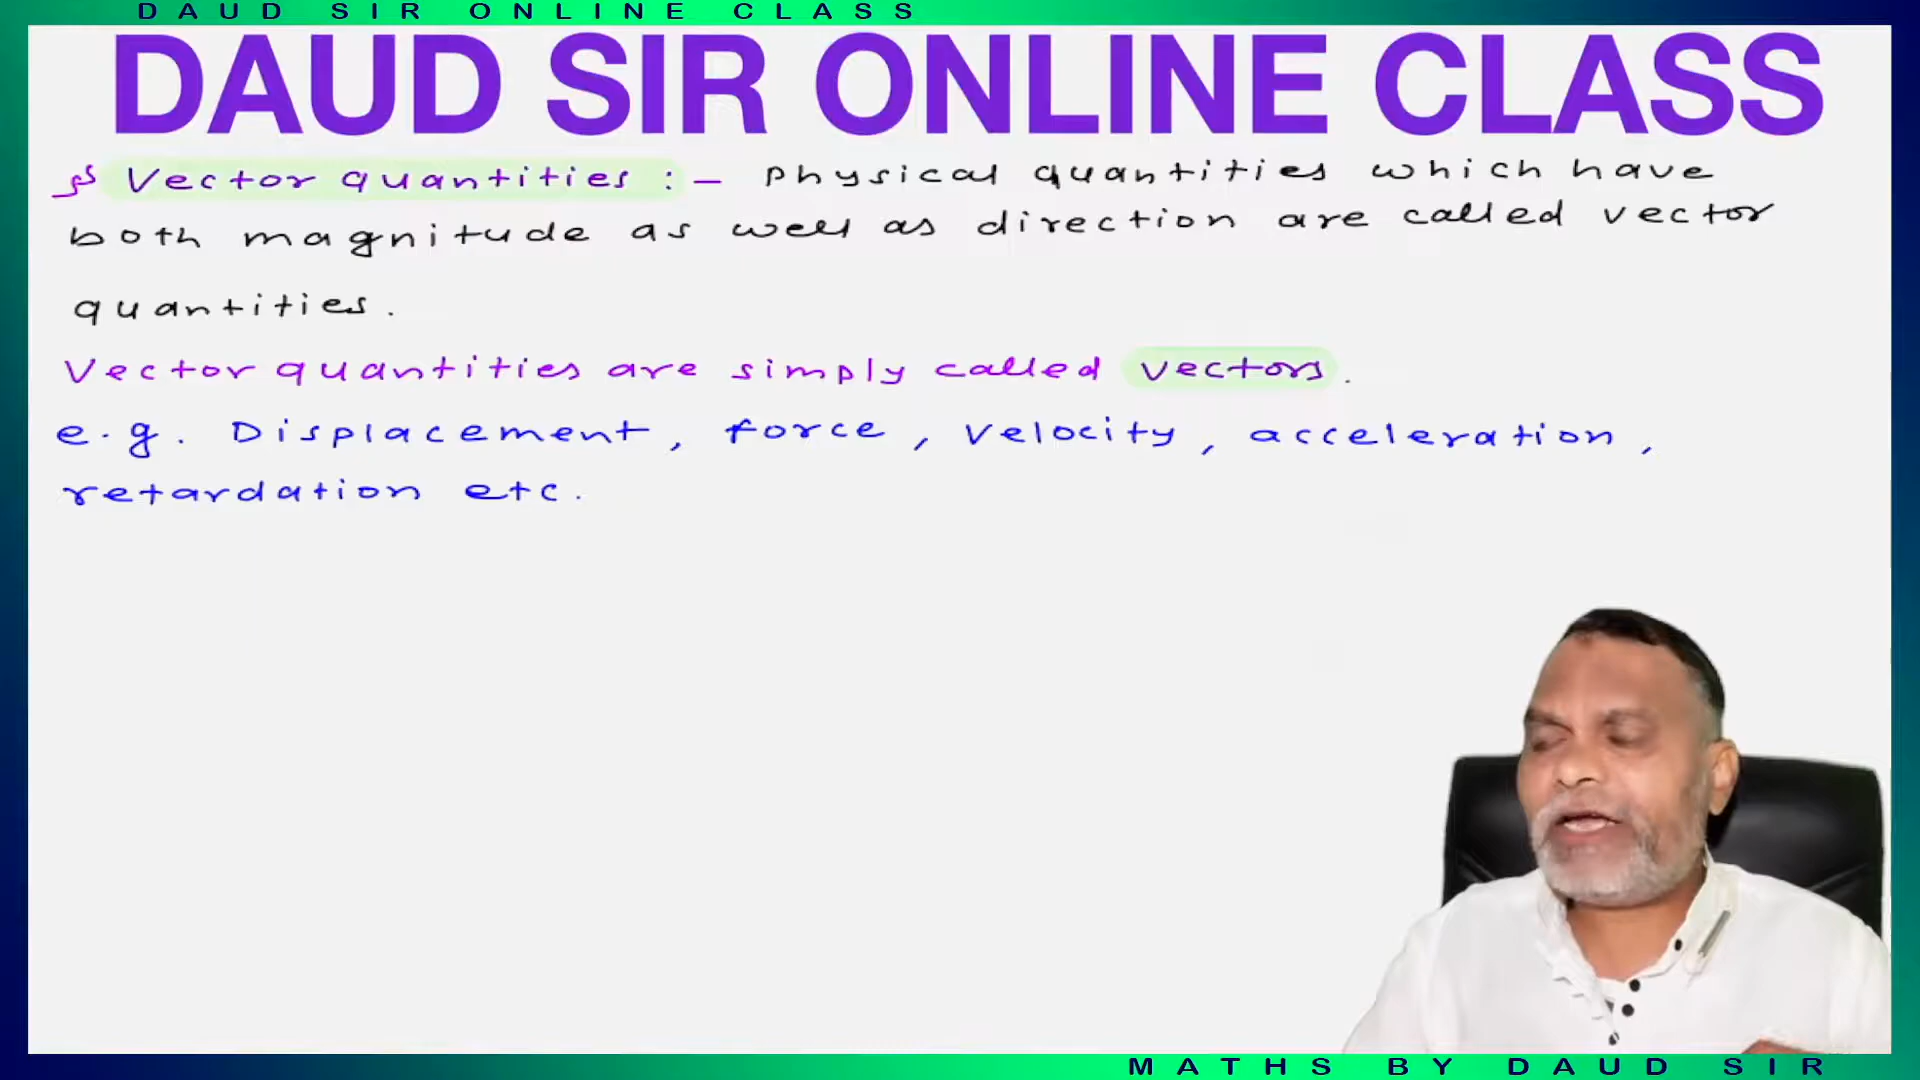 DAUD SIR ONLINE CLASS
DAUD SIR ONLINE CLASS
Vector quantities :- Physical quantities which have
both magnitude as well as direction are called vector
quantities.
Vector quantities are simply called vectors.
e.g. Displacement, force, velocity, acceleration,
retardation etc.
MATHS BY DAUD SIR